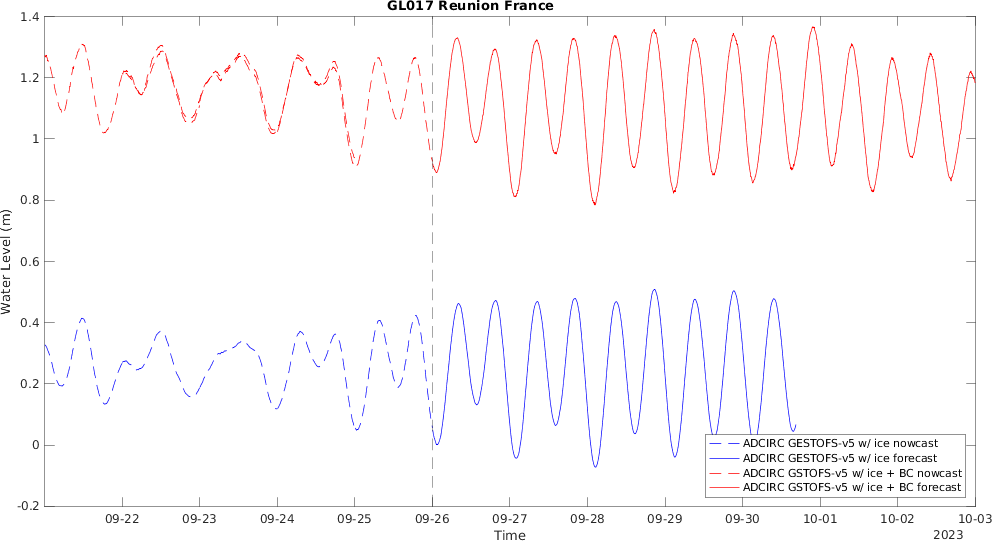 GL017 Reunion France
1.4
1.2
1
0.8
0.6
0.4
0.2
0
-0.2
Water Level (m)
ADCIRC GESTOFS-v5 w/ ice nowcast
ADCIRC GESTOFS-v5 w/ ice forecast
ADCIRC GSTOFS-v5 w/ ice + BC nowcast
ADCIRC GSTOFS-v5 w/ ice + BC forecast
09-22 09-23 09-24 09-25 09-26 09-27 09-28 09-29 09-30 10-01 10-02 10-03
Time
2023